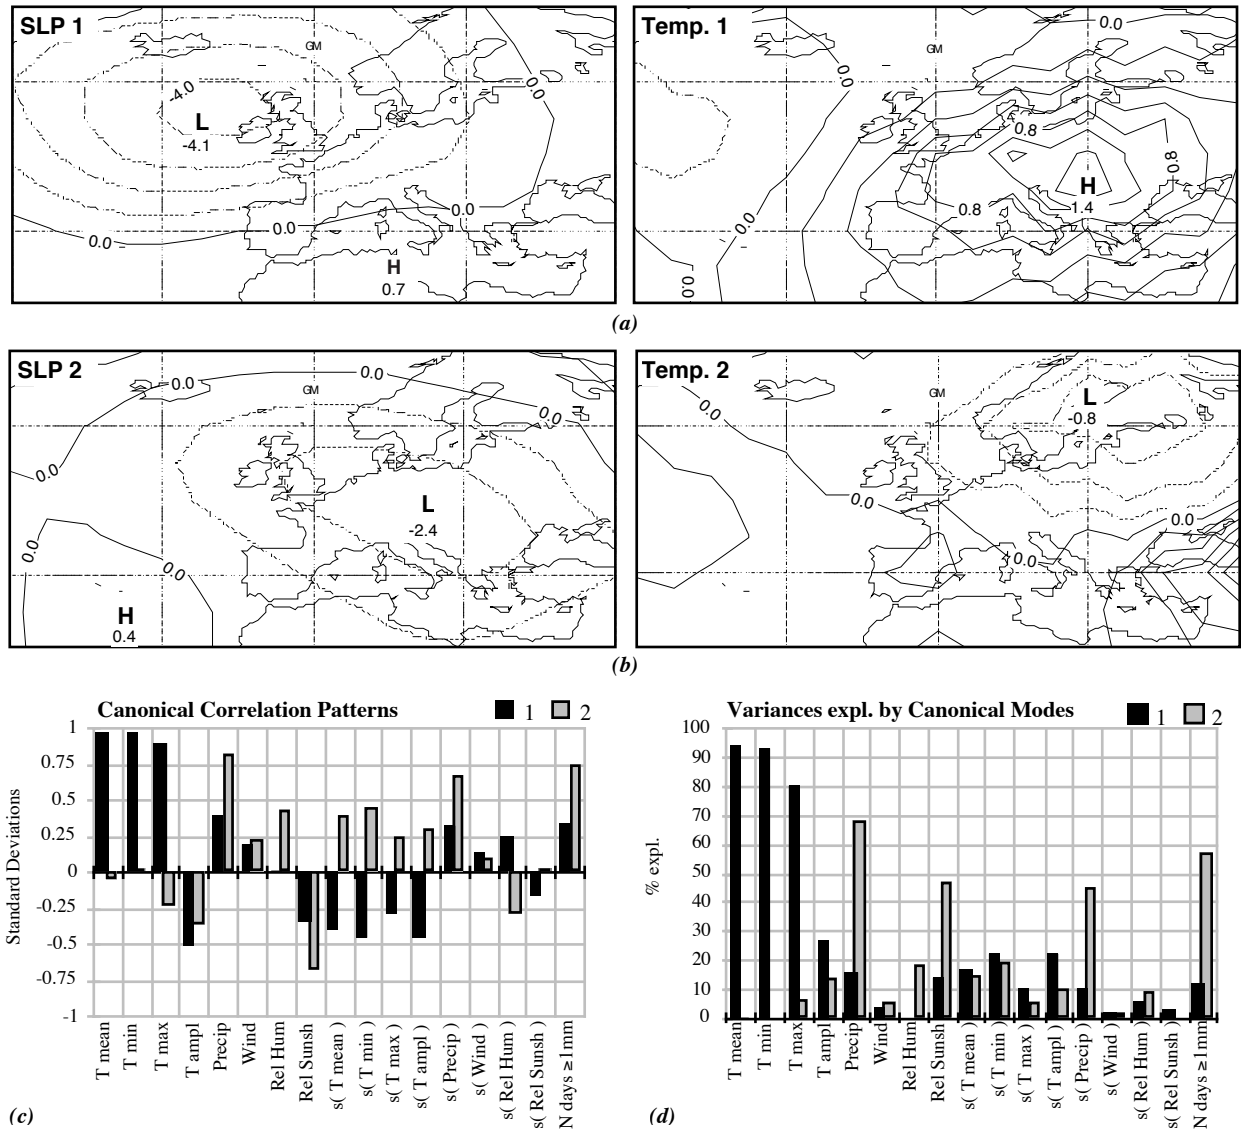 SLP 1
GM
-4.0
L
-4.1
0.0
0.0
0.0
0.0
H
0.7
Temp. 1
GM
0.0
0.0
0.0
0.0
0.8
0.8
0.8
H
1.4
(a)
SLP 2
GM
0.0
0.0
0.0
0.0
0.0
0.0
L
-2.4
H
0.4
Temp. 2
GM
0.0
0.0
0.0
0.0
L
-0.8
(b)
Canonical Correlation Patterns
1 2
Standard Deviations
1
0.75
0.5
0.25
0
-0.25
-0.5
-0.75
-1
T mean
T min
T max
T ampl
Precip
Wind
Rel Hum
Rel Sunsh
s( T mean )
s( T min )
s( T max )
s( T ampl )
s( Precip )
s( Wind )
s( Rel Hum )
s( Rel Sunsh )
N days ≥1mm
(c)
Variances expl. by Canonical Modes
1 2
% expl.
100
90
80
70
60
50
40
30
20
10
0
T mean
T min
T max
T ampl
Precip
Wind
Rel Hum
Rel Sunsh
s( T mean )
s( T min )
s( T max )
s( T ampl )
s( Precip )
s( Wind )
s( Rel Hum )
s( Rel Sunsh )
N days ≥1mm
(d)